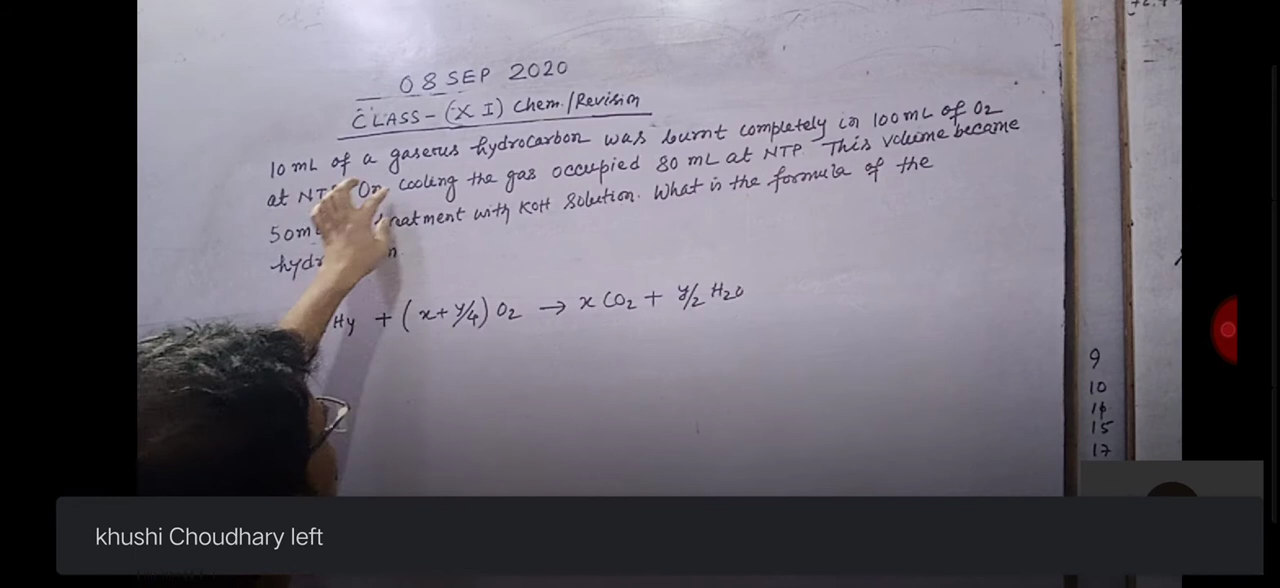 08 SEP 2020
CLASS - (XI) Chem./Revision
10 mL of a gaseous hydrocarbon was burnt completely in 100 mL of O2
at NT On cooling the gas occupied 80 mL at NTP. This volume became
50m treatment with KOH Solution. What is the formula of the
hydr n
Hy + (x+y/4) O2 → x CO2 + y/2 H2O
9
10
15
17
khushi Choudhary left